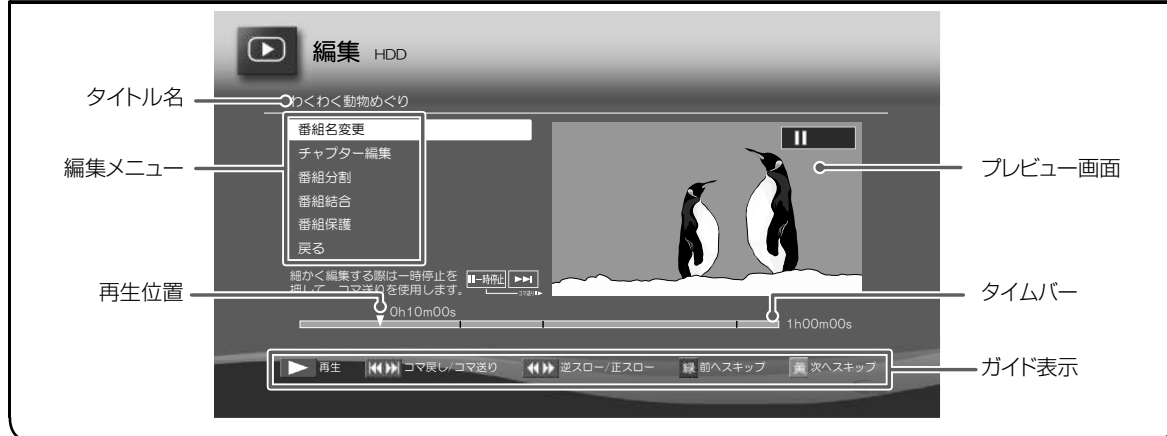 編集 HDD
タイトル名
わくわく動物めぐり
編集メニュー
番組名変更
チャプター編集
番組分割
番組結合
番組保護
戻る
プレビュー画面
細かく編集する際は一時停止を
押して、コマ送りを使用します。
一時停止
コマ送り
再生位置
0h10m00s
タイムバー
1h00m00s
再生 コマ戻し/コマ送り 逆スロー/正スロー 緑 前へスキップ 黄 次へスキップ
ガイド表示